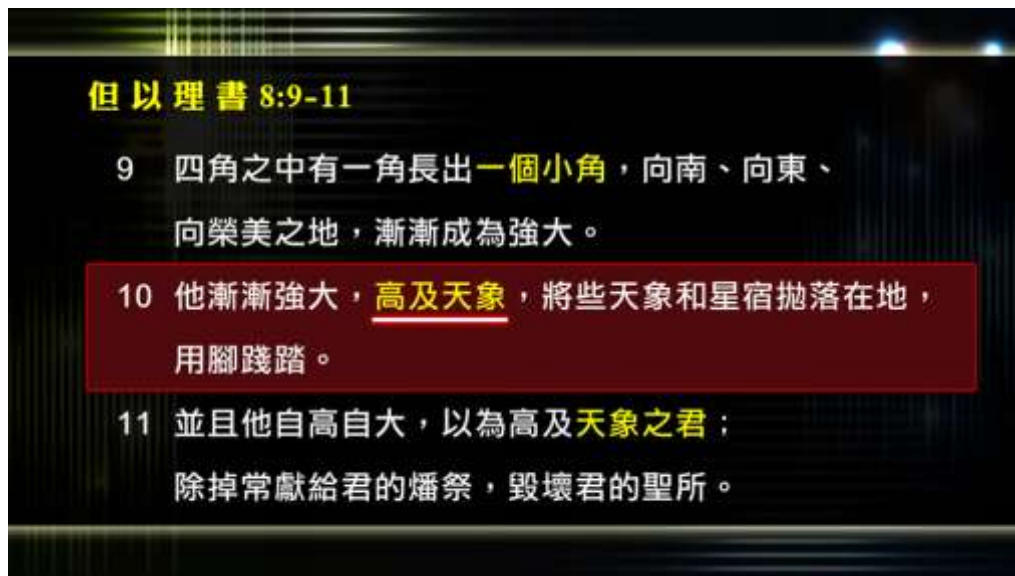 但以理書 8:9-11
9 四角之中有一角長出一個小角，向南、向東、
向榮美之地，漸漸成為強大。
10 他漸漸強大，高及天象，將些天象和星宿拋落在地，
用腳踐踏。
11 並且他自高自大，以為高及天象之君；
除掉常獻給君的燔祭，毀壞君的聖所。